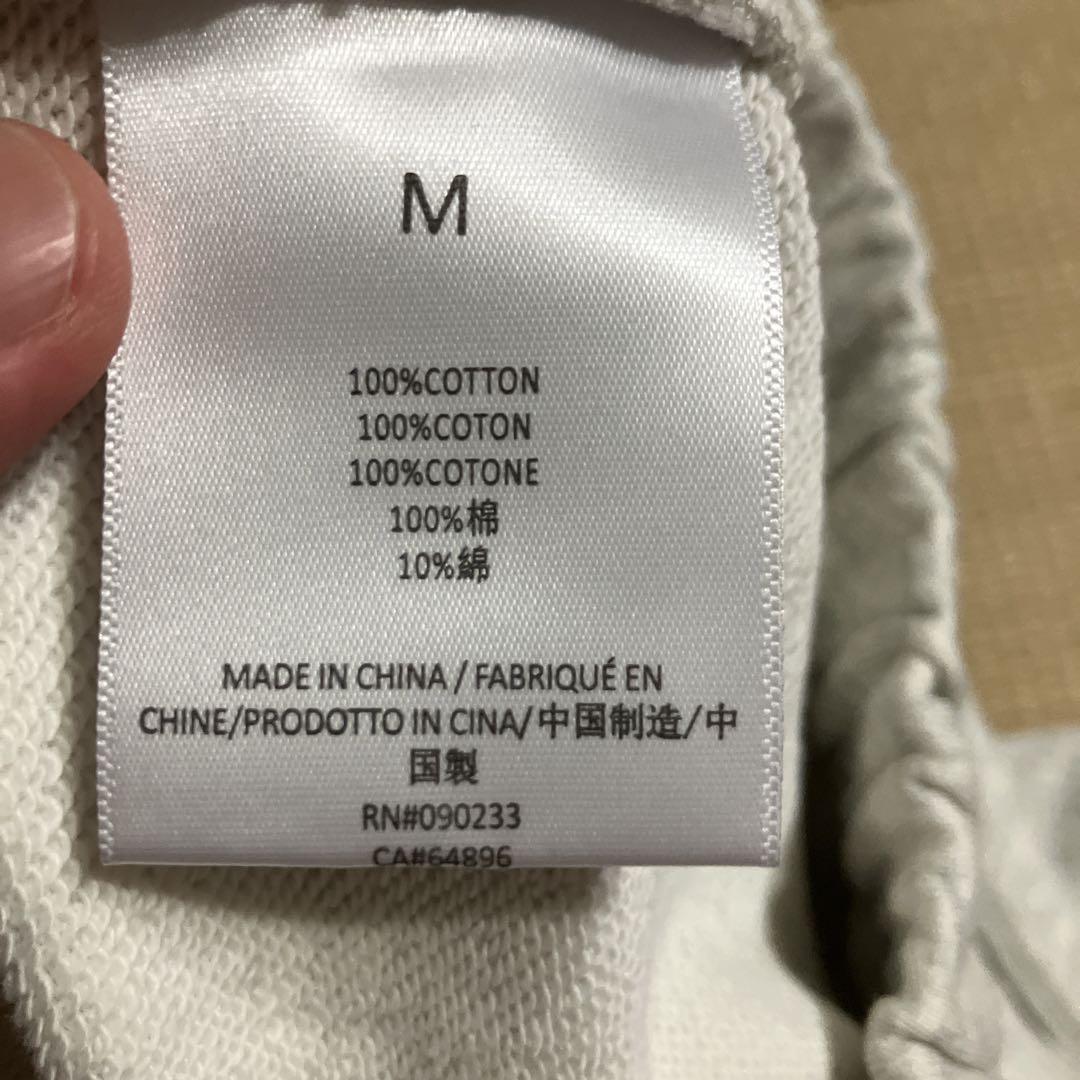 M
100%COTTON
100%COTON
100%COTONE
100%棉
10%綿
MADE IN CHINA / FABRIQUÉ EN
CHINE/PRODOTTO IN CINA/中国制造/中
国製
RN#090233
CA#64896